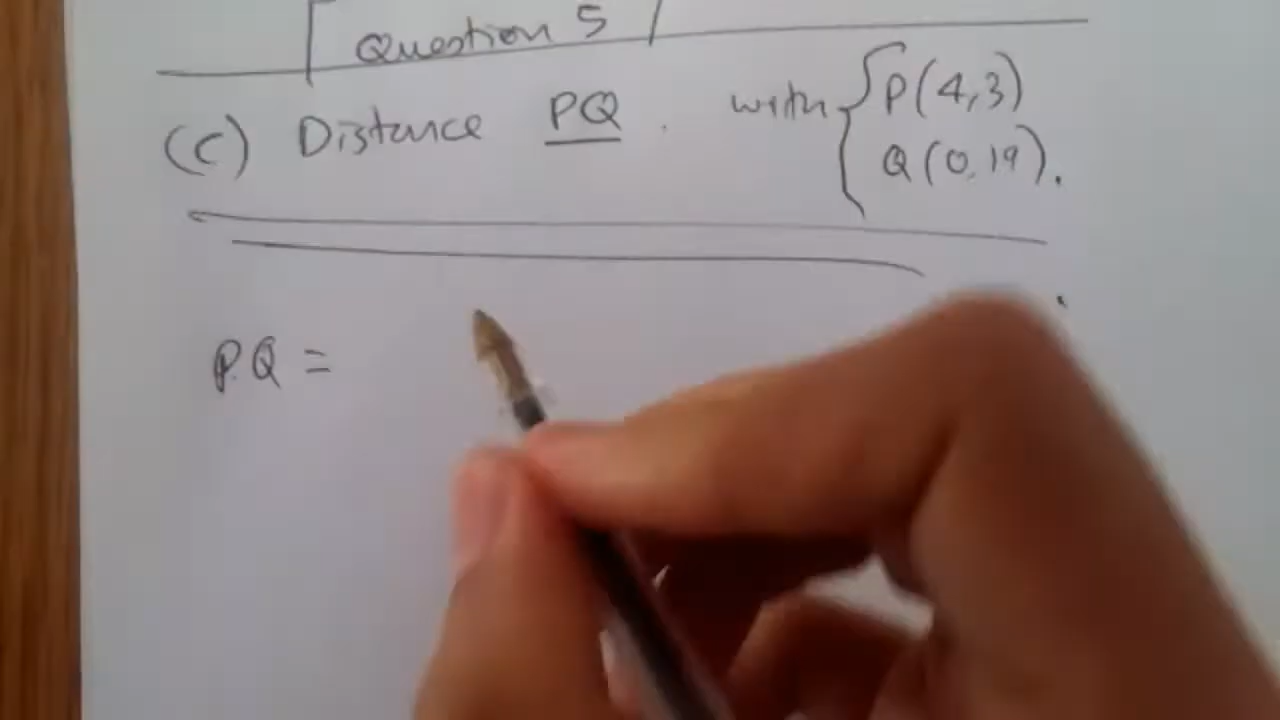 Question 5
(C) Distance PQ. with { P(4,3)
Q(0,19).
PQ =